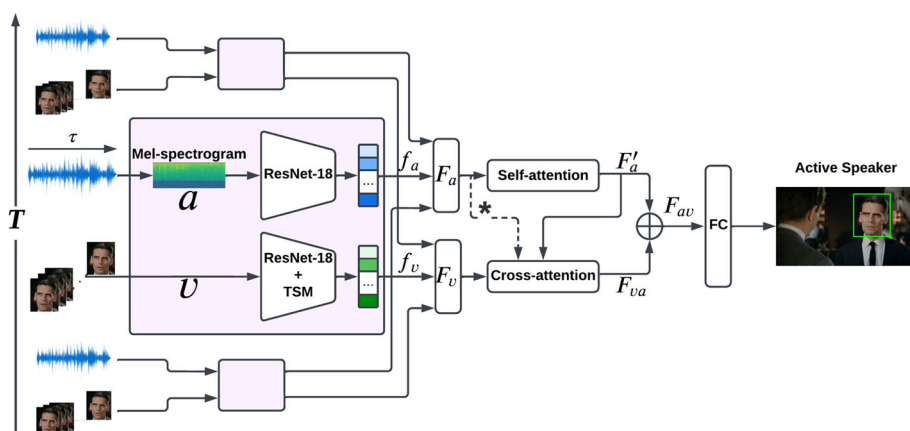 T
τ
Mel-spectrogram
a
ResNet-18
...
f_a
F_a
Self-attention
F'_a
*
v
ResNet-18
+
TSM
...
f_v
F_v
Cross-attention
F_va
F_av
FC
Active Speaker